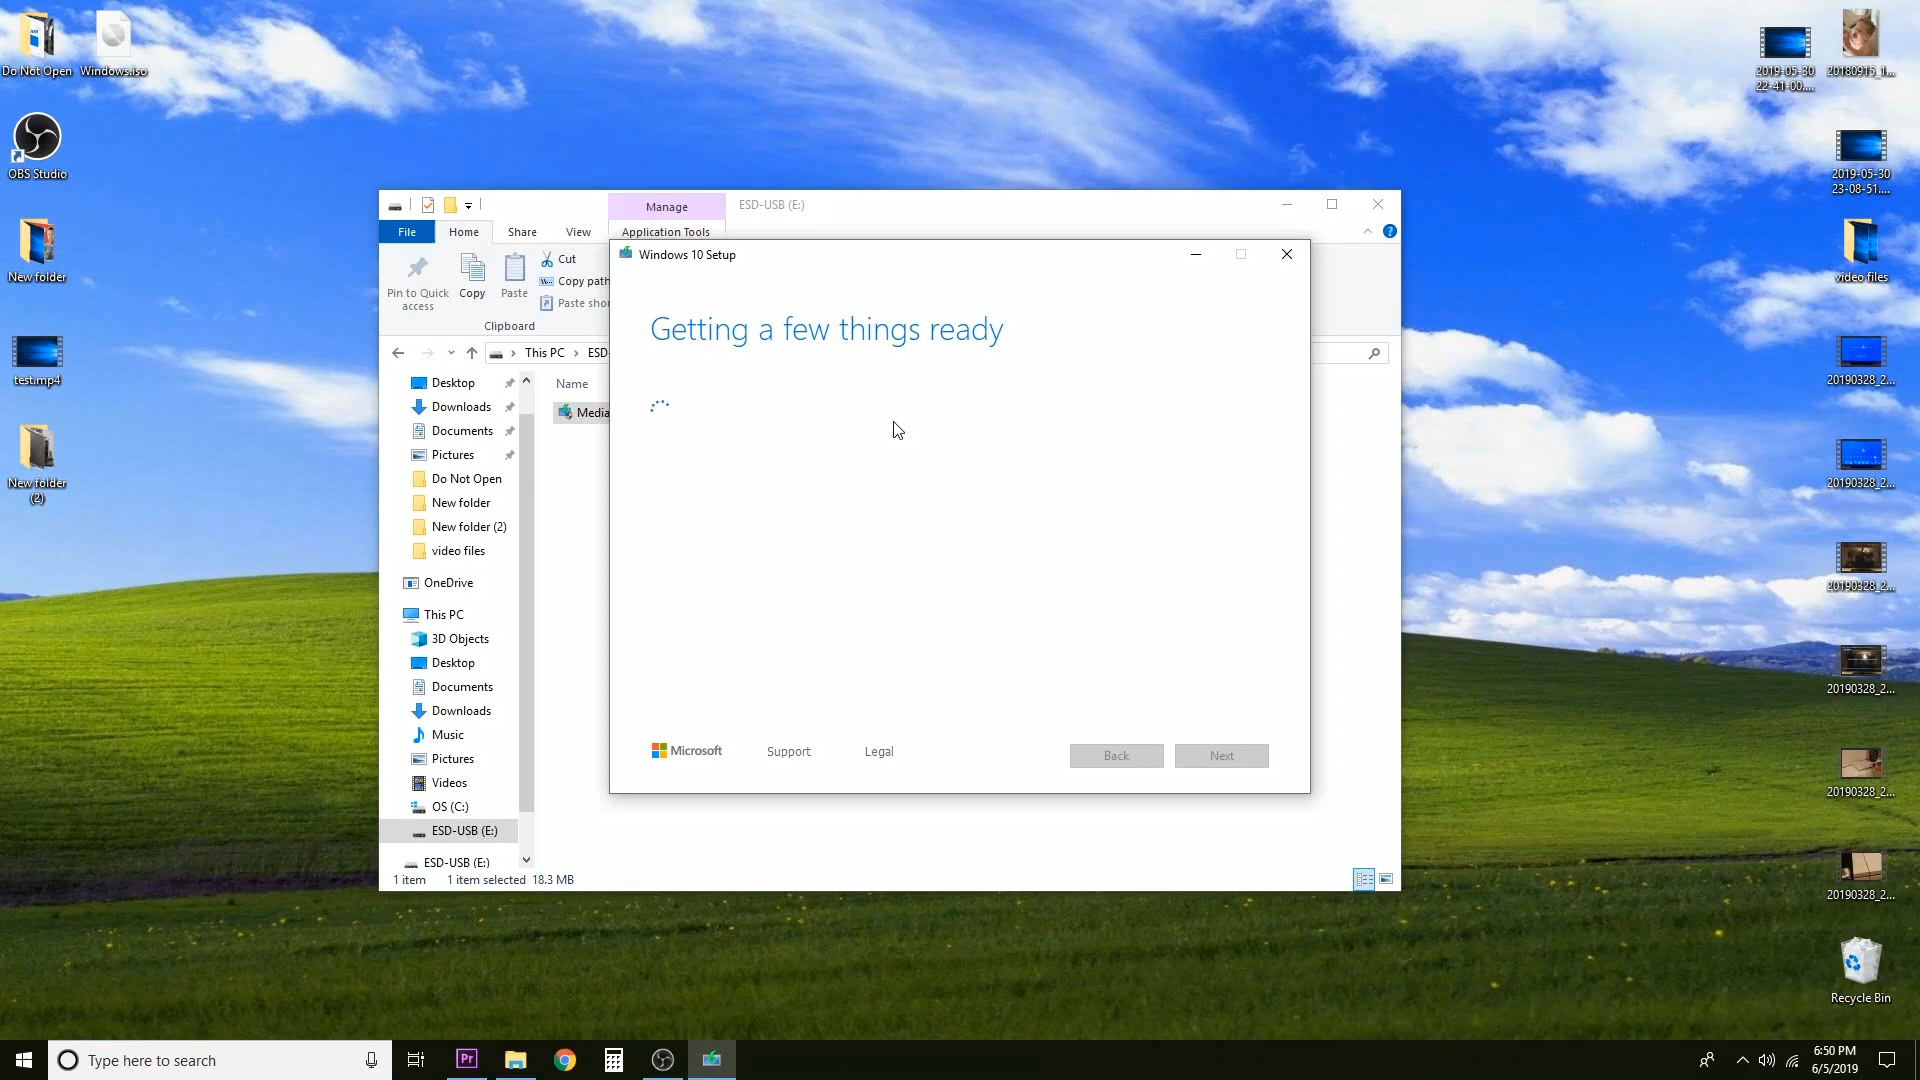 Do Not Open
Windows.iso
OBS Studio
New folder
test.mp4
New folder
(2)
2019-05-30
22-41-00....
20180915_1...
2019-05-30
23-08-51....
video files
20190328_2...
20190328_2...
20190328_2...
20190328_2...
20190328_2...
20190328_2...
Recycle Bin
Manage
ESD-USB (E:)
File
Home
Share
View
Application Tools
Pin to Quick
access
Copy
Paste
Cut
Copy path
Paste shor
Clipboard
This PC
ESD-
Name
Media
Desktop
Downloads
Documents
Pictures
Do Not Open
New folder
New folder (2)
video files
OneDrive
This PC
3D Objects
Desktop
Documents
Downloads
Music
Pictures
Videos
OS (C:)
ESD-USB (E:)
ESD-USB (E:)
1 item
1 item selected 18.3 MB
Windows 10 Setup
Getting a few things ready
Microsoft
Support
Legal
Back
Next
Type here to search
Pr
6:50 PM
6/5/2019